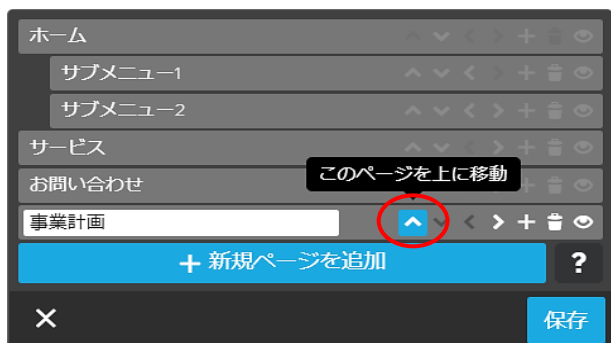 ホーム
サブメニュー1
サブメニュー2
サービス
このページを上に移動
お問い合わせ
事業計画
+ 新規ページを追加 ?
× 保存